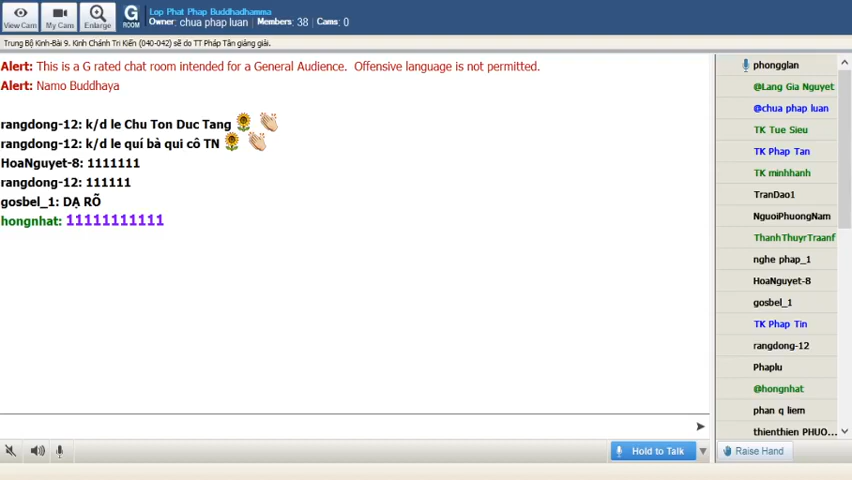 Lop Phat Phap Buddhadhamma
Owner: chua phap luan Members: 38 Cams: 0
View Cam
My Cam
Enlarge
G
ROOM
Trung Bộ Kinh-Bài 9. Kinh Chánh Tri Kiến (040-042) sẽ do TT Pháp Tân giảng giải.
Alert: This is a G rated chat room intended for a General Audience. Offensive language is not permitted.
Alert: Namo Buddhaya
rangdong-12: k/d le Chu Ton Duc Tang
rangdong-12: k/d le quí bà qui cô TN
HoaNguyet-8: 1111111
rangdong-12: 111111
gosbel_1: DẠ RÕ
hongnhat: 11111111111
phongglan
@Lang Gia Nguyet
@chua phap luan
TK Tue Sieu
TK Phap Tan
TK minhhanh
TranDao1
NguoiPhuongNam
ThanhThuyrTraanf
nghe phap_1
HoaNguyet-8
gosbel_1
TK Phap Tin
rangdong-12
Phaplu
@hongnhat
phan q liem
thienthien PHUO...
Hold to Talk
Raise Hand